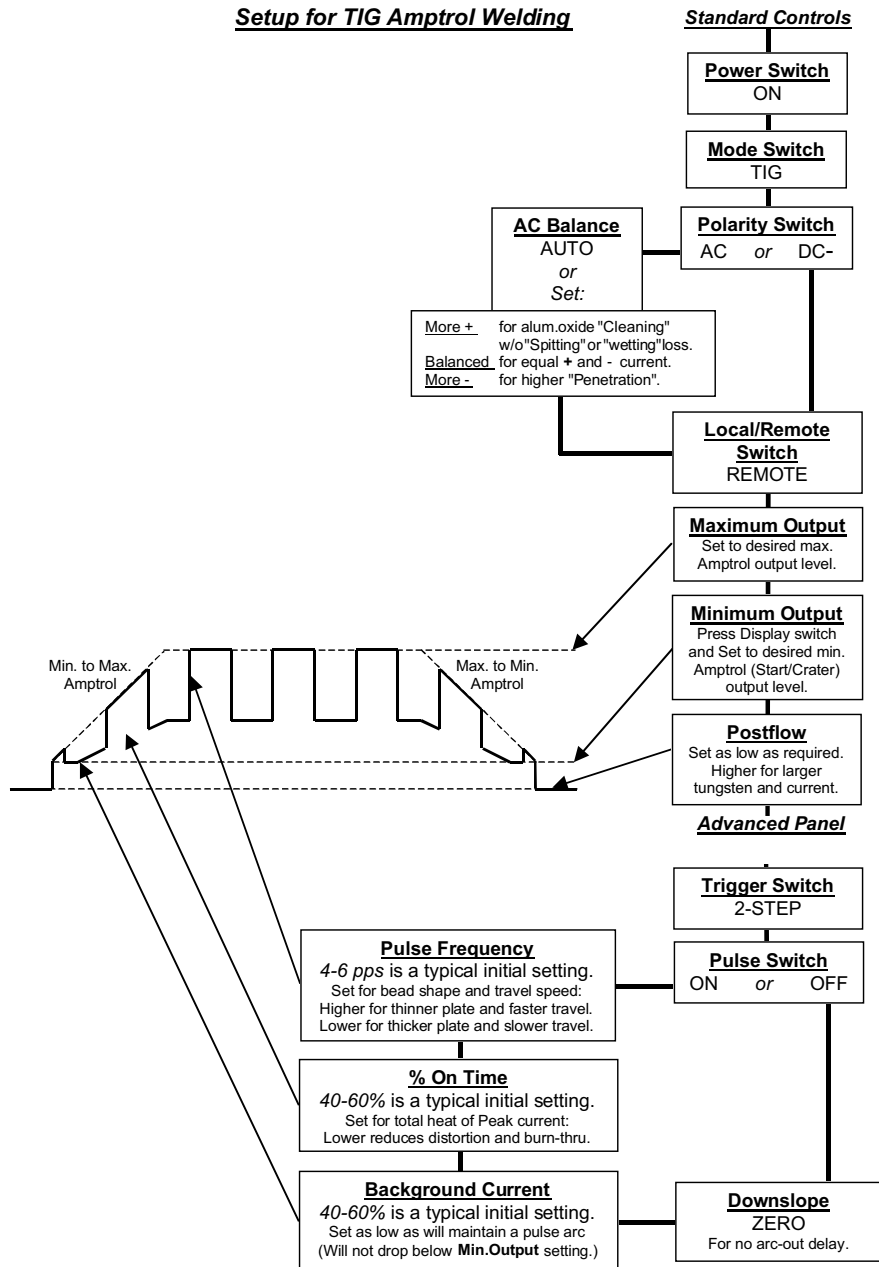 Setup for TIG Amptrol Welding
Standard Controls
Power Switch
ON
Mode Switch
TIG
AC Balance
AUTO
or
Set:
Polarity Switch
AC or DC-
More + for alum.oxide "Cleaning"
w/o"Spitting" or "wetting"loss.
Balanced for equal + and - current.
More - for higher "Penetration".
Local/Remote
Switch
REMOTE
Maximum Output
Set to desired max.
Amptrol output level.
Minimum Output
Press Display switch
and Set to desired min.
Amptrol (Start/Crater)
output level.
Min. to Max.
Amptrol
Max. to Min.
Amptrol
Postflow
Set as low as required.
Higher for larger
tungsten and current.
Advanced Panel
Trigger Switch
2-STEP
Pulse Frequency
4-6 pps is a typical initial setting.
Set for bead shape and travel speed:
Higher for thinner plate and faster travel.
Lower for thicker plate and slower travel.
Pulse Switch
ON or OFF
% On Time
40-60% is a typical initial setting.
Set for total heat of Peak current:
Lower reduces distortion and burn-thru.
Background Current
40-60% is a typical initial setting.
Set as low as will maintain a pulse arc
(Will not drop below Min.Output setting.)
Downslope
ZERO
For no arc-out delay.